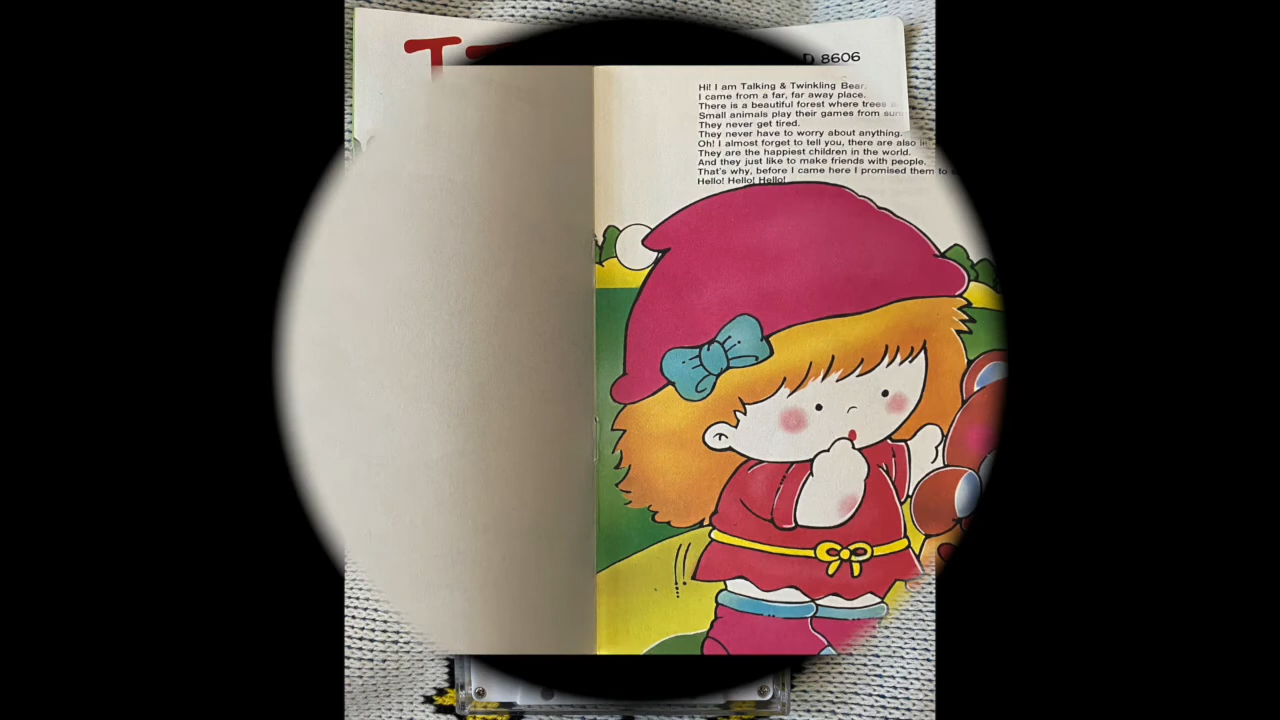 D 8606
Hi! I am Talking & Twinkling Bear.
I came from a far, far away place.
There is a beautiful forest where trees
Small animals play their games from
They never get tired.
They never have to worry about anything.
Oh! I almost forget to tell you, there are also
They are the happiest children in the world.
And they just like to make friends with people.
That's why, before I came here I promised them to
Hello! Hello! Hello!